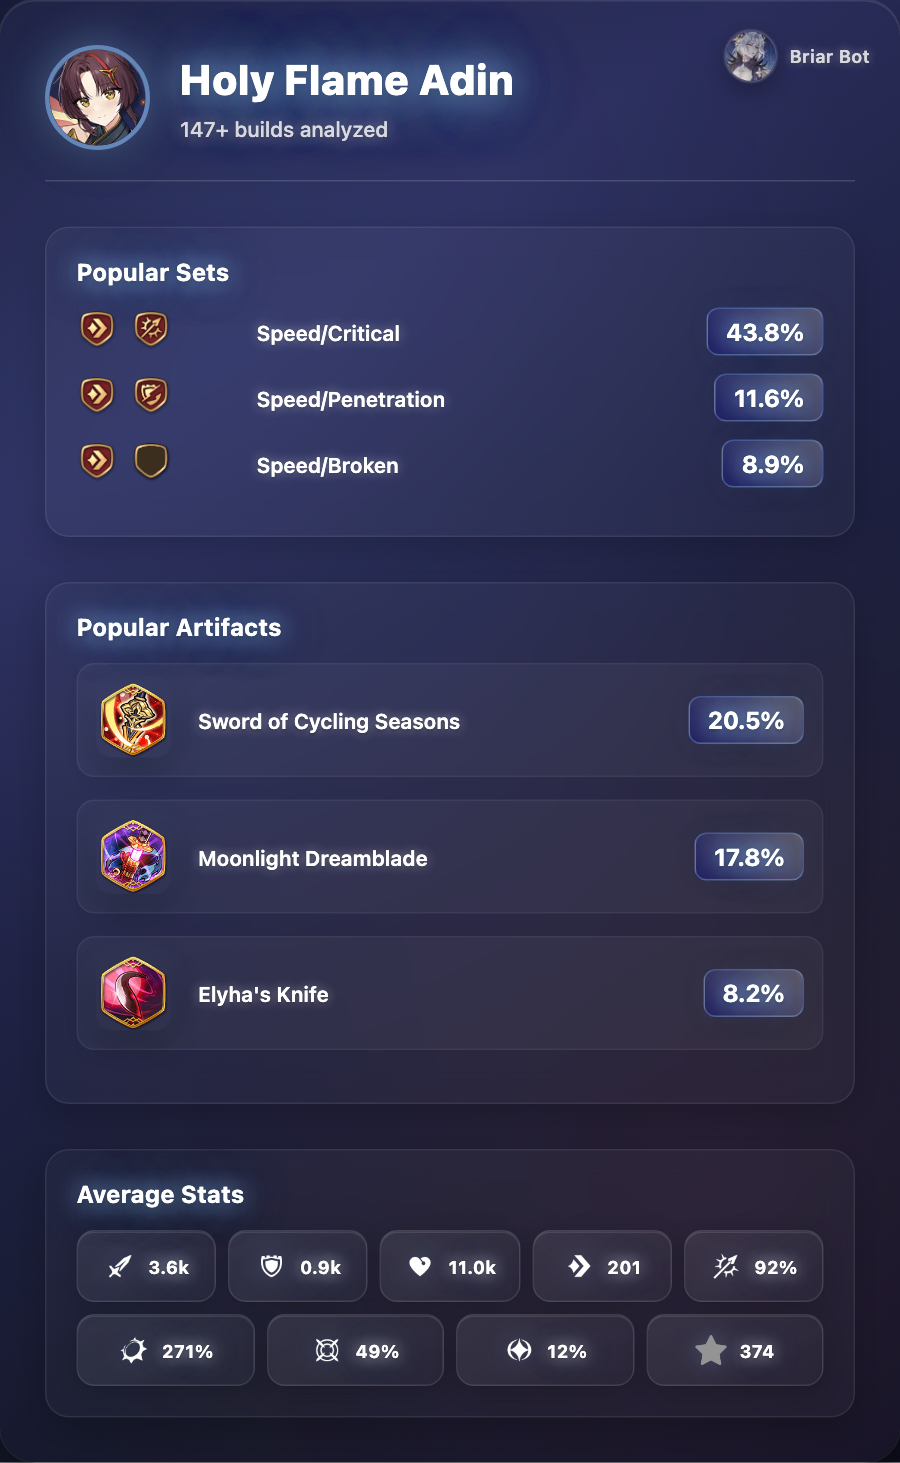 Holy Flame Adin
147+ builds analyzed
Briar Bot
Popular Sets
Speed/Critical 43.8%
Speed/Penetration 11.6%
Speed/Broken 8.9%
Popular Artifacts
Sword of Cycling Seasons 20.5%
Moonlight Dreamblade 17.8%
Elyha's Knife 8.2%
Average Stats
3.6k 0.9k 11.0k 201 92%
271% 49% 12% 374